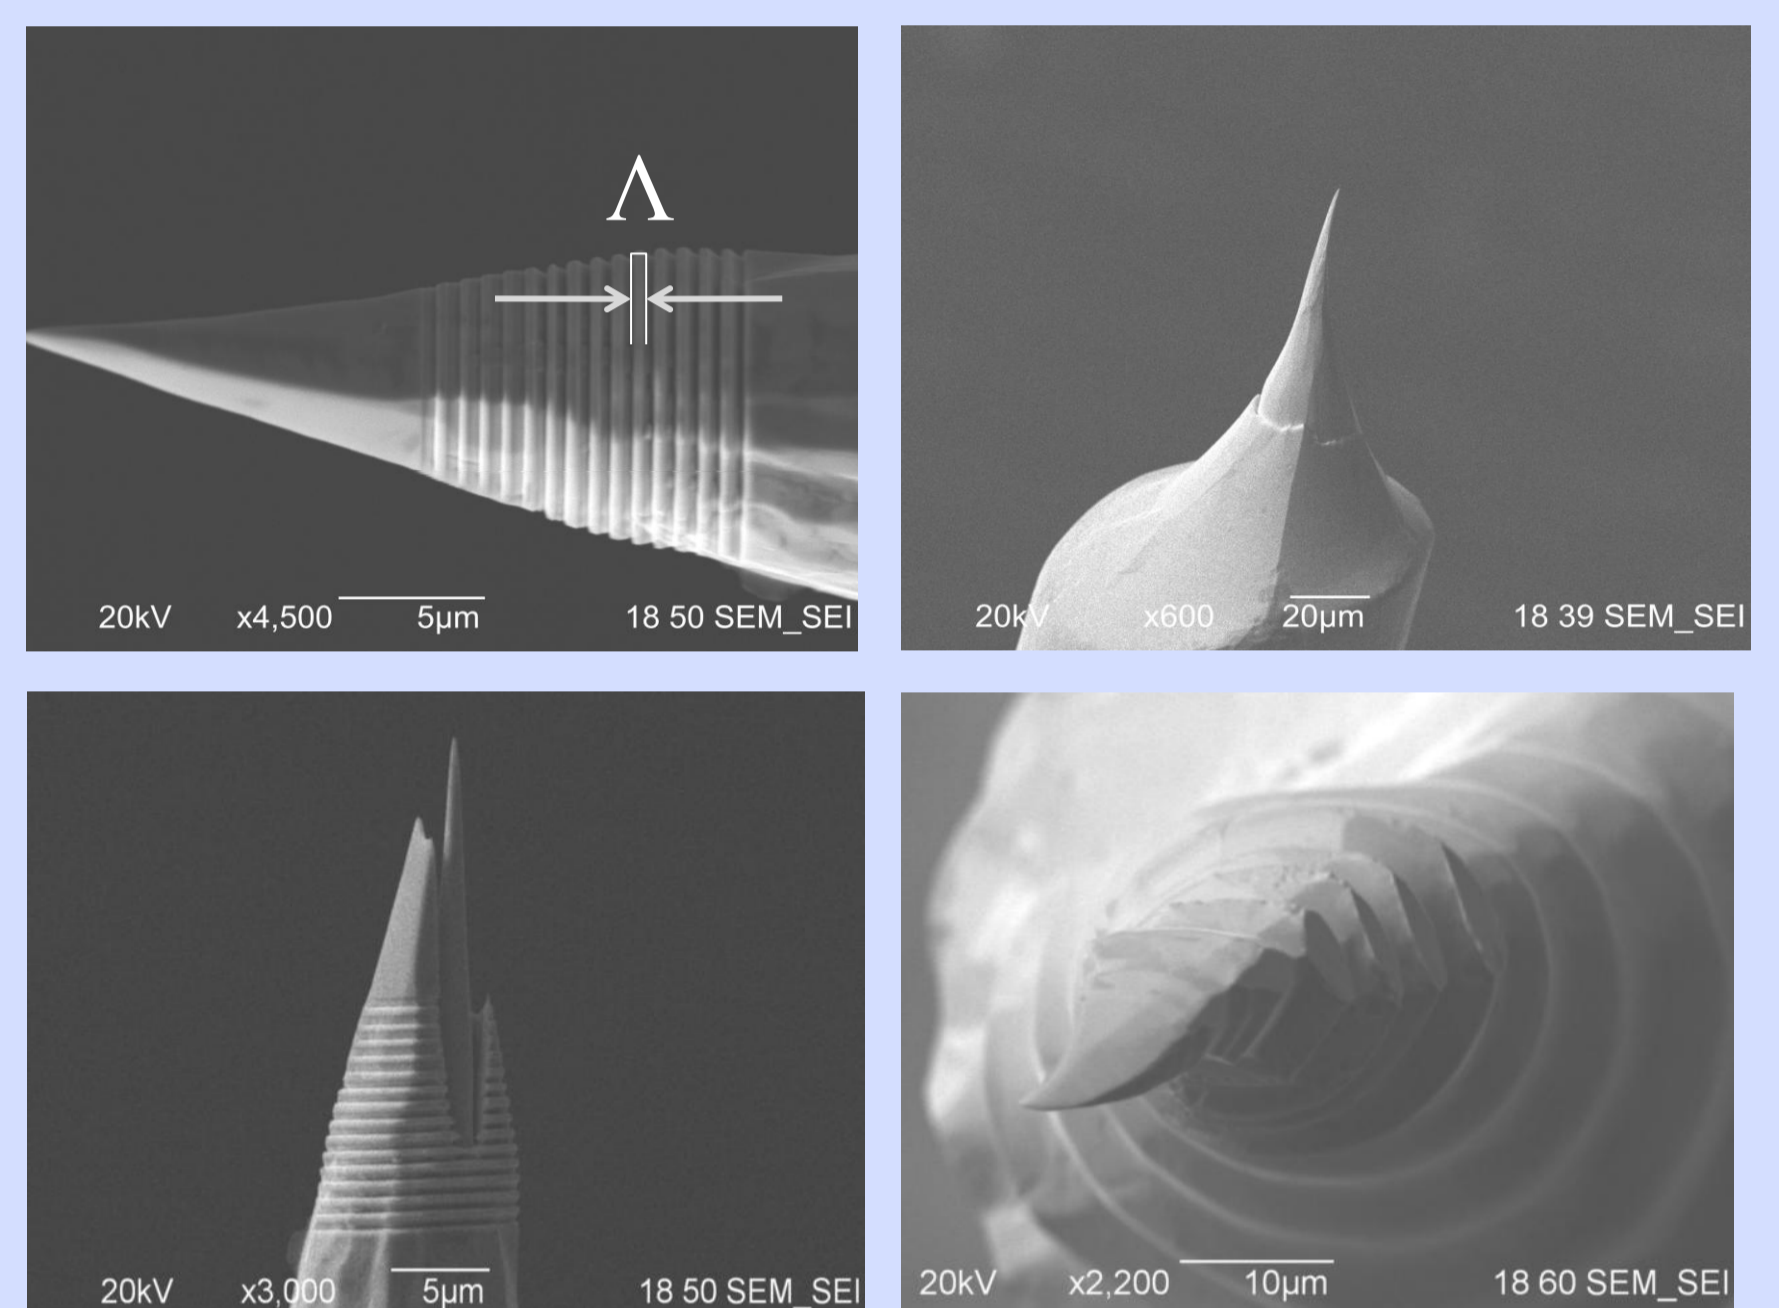 Λ
20kV x4,500 5μm 18 50 SEM_SEI
20kV x600 20μm 18 39 SEM_SEI
20kV x3,000 5μm 18 50 SEM_SEI
20kV x2,200 10μm 18 60 SEM_SEI